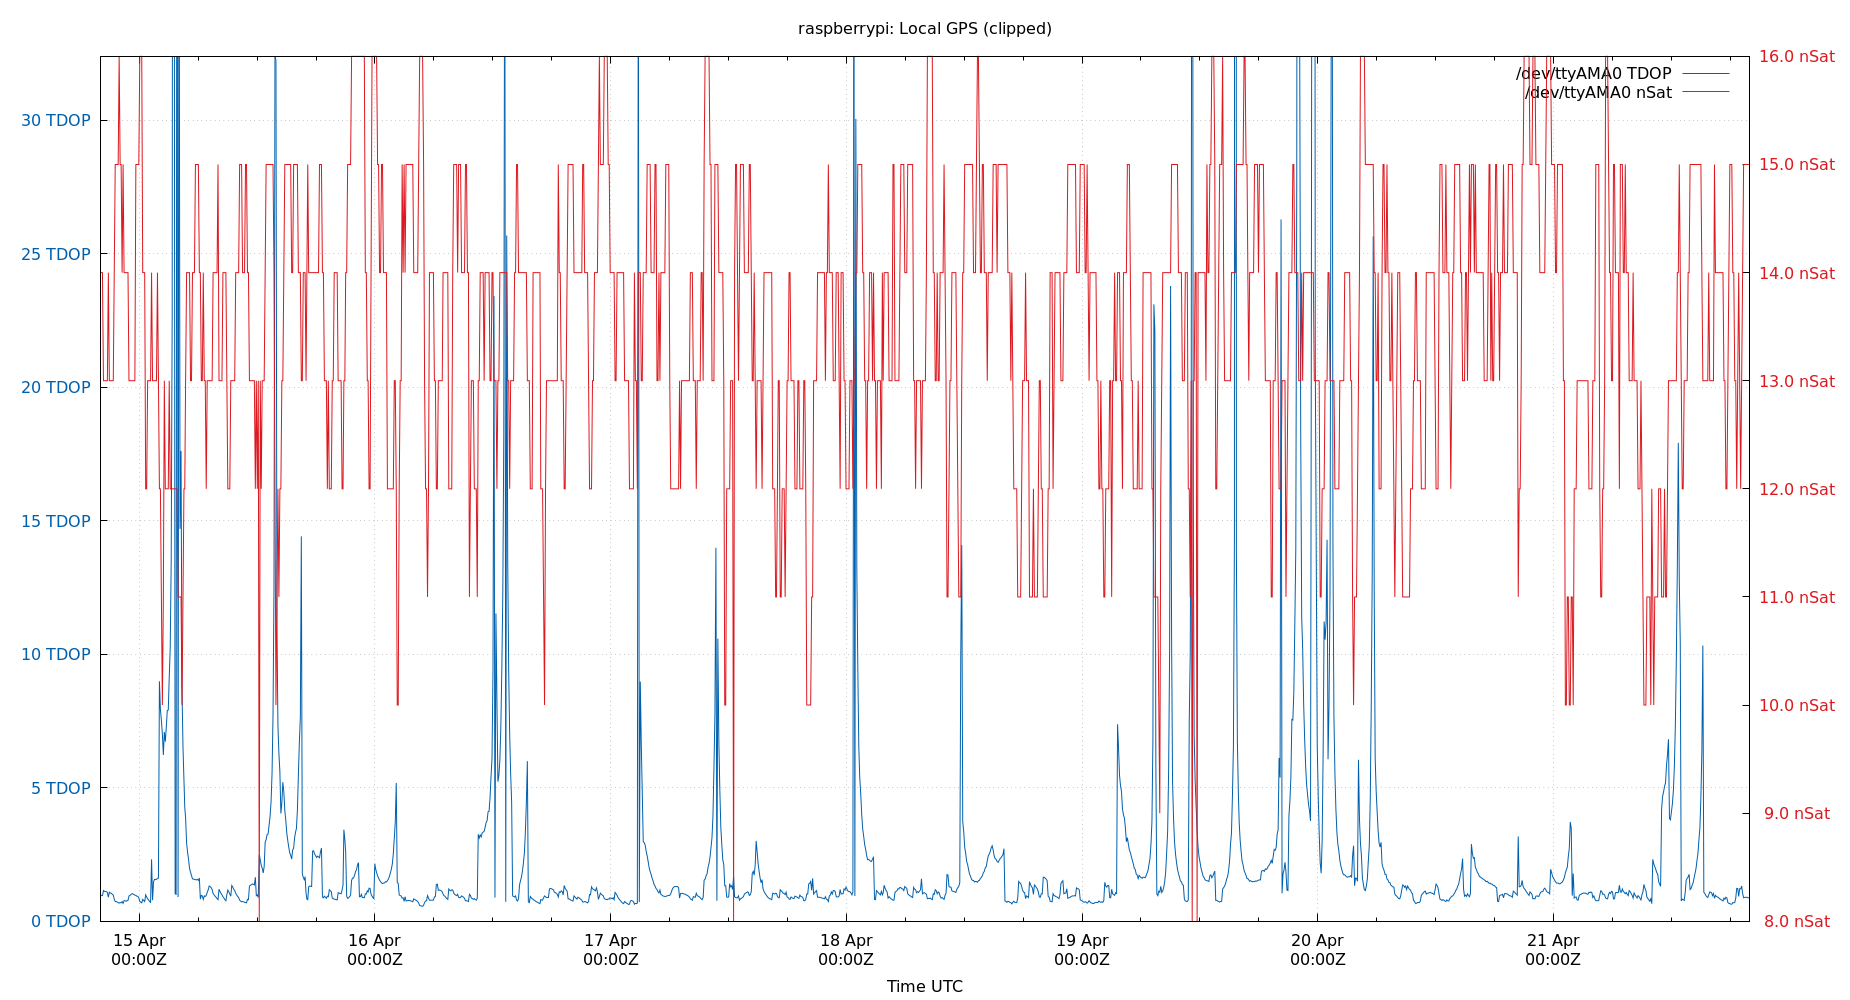 raspberrypi: Local GPS (clipped)
16.0 nSat
/dev/ttyAMA0 TDOP
/dev/ttyAMA0 nSat
30 TDOP
15.0 nSat
25 TDOP
14.0 nSat
20 TDOP
13.0 nSat
15 TDOP
12.0 nSat
11.0 nSat
10 TDOP
10.0 nSat
5 TDOP
9.0 nSat
0 TDOP
8.0 nSat
15 Apr 16 Apr 17 Apr 18 Apr 19 Apr 20 Apr 21 Apr
00:00Z 00:00Z 00:00Z 00:00Z 00:00Z 00:00Z 00:00Z
Time UTC